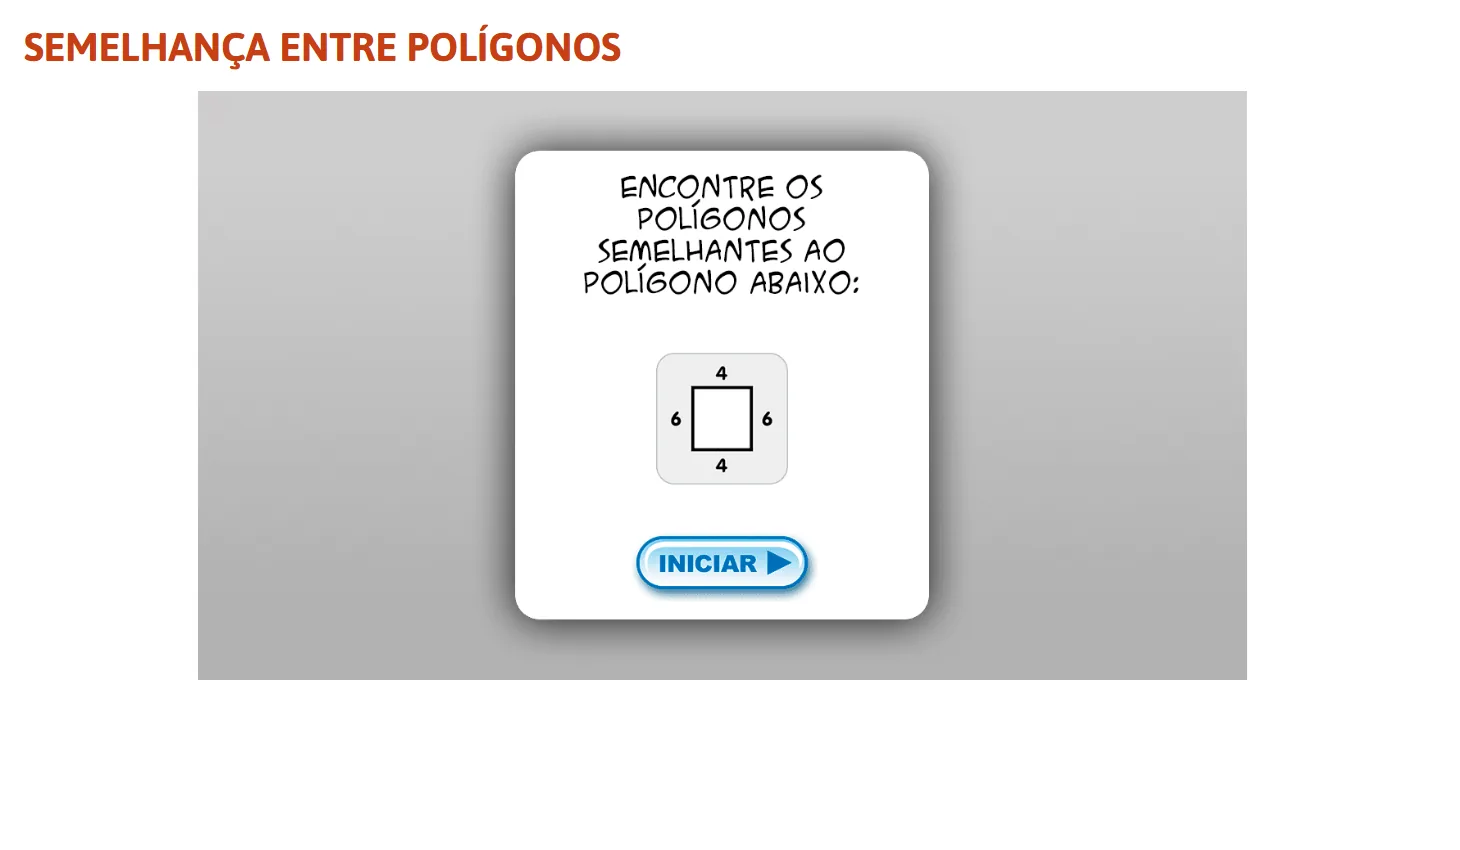 SEMELHANÇA ENTRE POLÍGONOS
ENCONTRE OS
POLÍGONOS
SEMELHANTES AO
POLÍGONO ABAIXO:
4
6 6
4
INICIAR